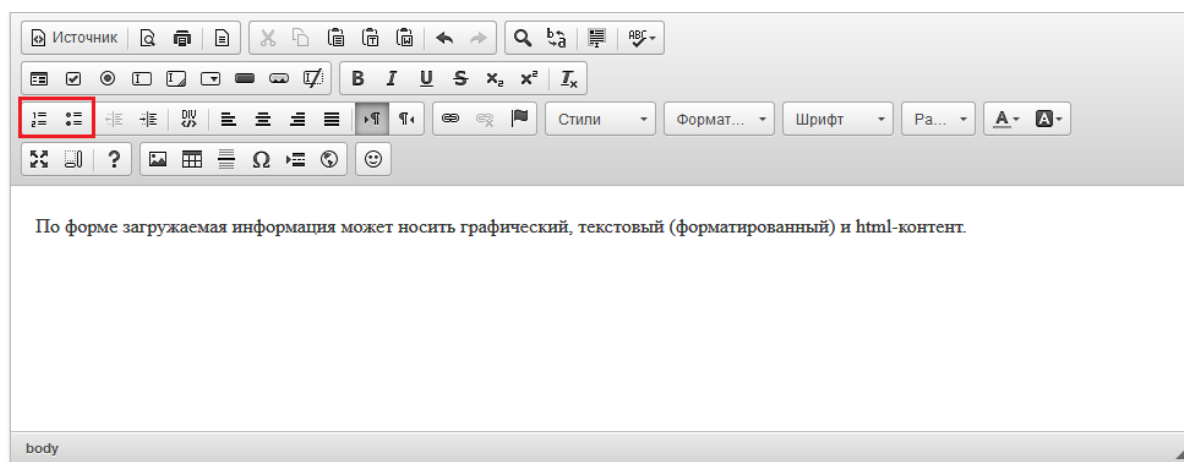 Источник
Стили Формат... Шрифт Ра... A A
По форме загружаемая информация может носить графический, текстовый (форматированный) и html-контент.
body